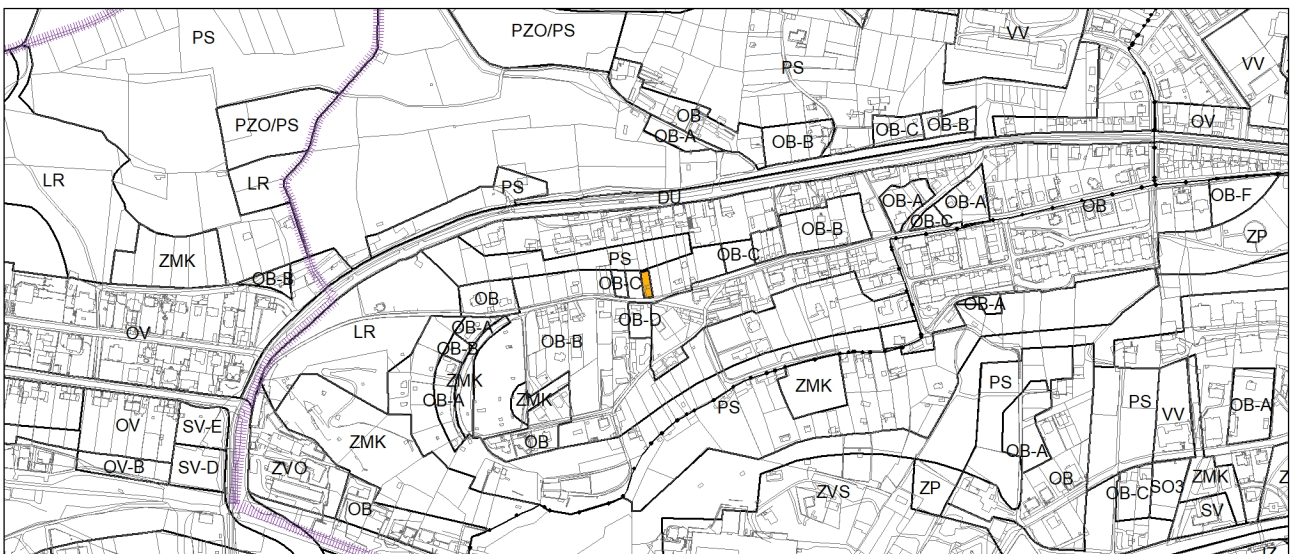 PS
PZO/PS
VV
VV
PS
PZO/PS
OB
OB-A
OB-B
OB-C
OB-B
OV
LR
LR
PS
DU
OB-A
OB-A
OB-C
OB
OB-F
ZP
ZMK
OB-B
PS
OB-C
OB-B
OB-C
OB
OV
LR
OB-A
OB-B
OB-B
OB-D
OB-A
ZMK
OB-A
ZMK
ZMK
PS
PS
PS
VV
OB-A
OV
SV-E
ZMK
OB
OV-B
SV-D
ZVO
OB
ZVS
ZP
OB-A
OB
OB-C
SO3
ZMK
SV